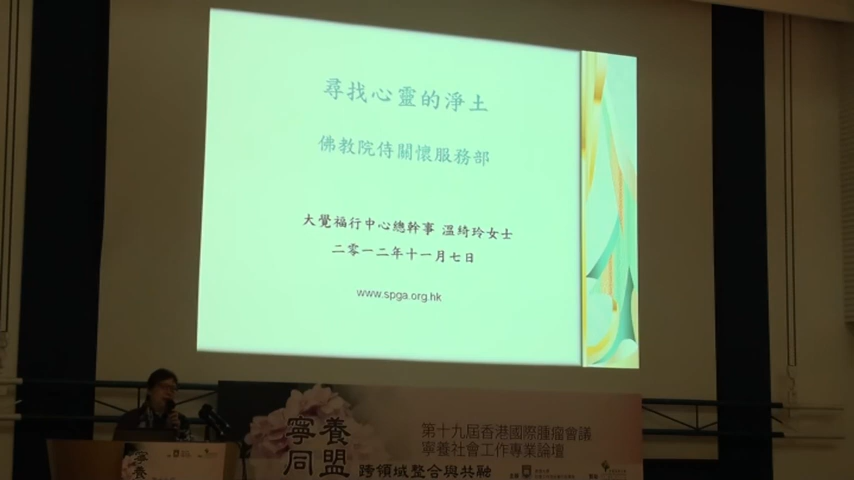 尋找心靈的淨土
佛教院侍關懷服務部
大覺福行中心總幹事 溫綺玲女士
二零一二年十一月七日
www.spga.org.hk
寧養
同盟
跨領域整合與共融
第十九屆香港國際腫瘤會議
寧養社會工作專業論壇
寧養